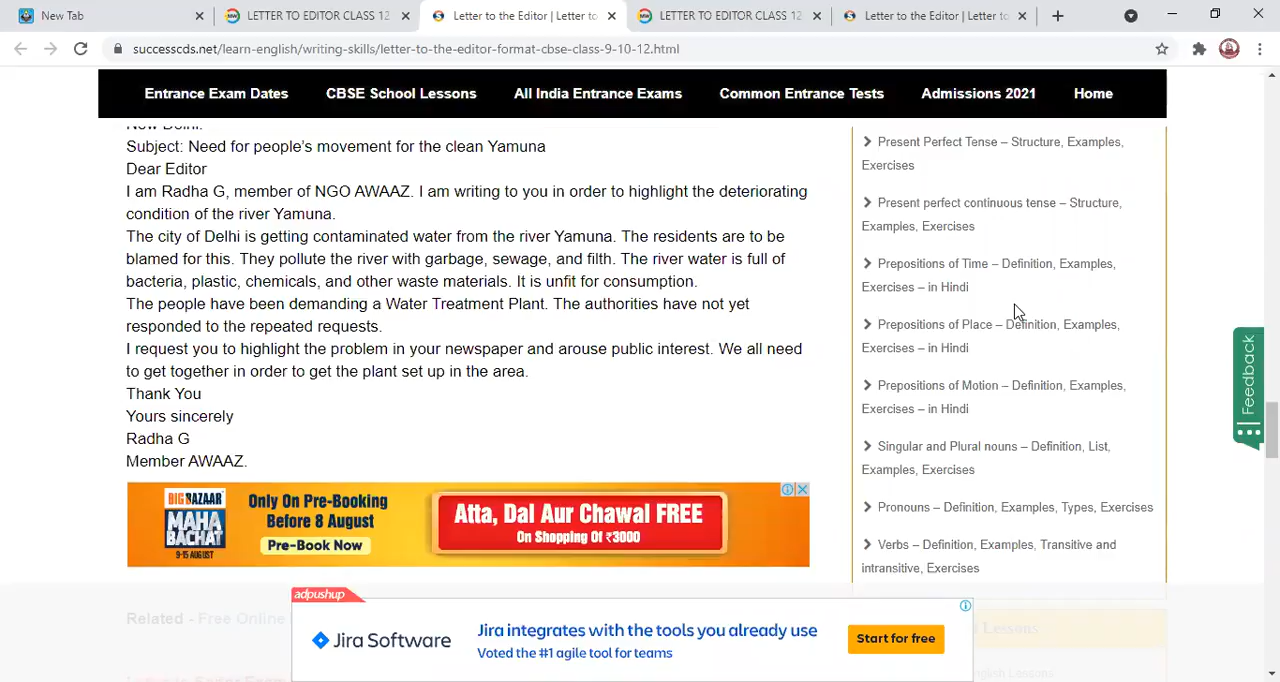 New Tab
LETTER TO EDITOR CLASS 12
Letter to the Editor | Letter to
LETTER TO EDITOR CLASS 12
Letter to the Editor | Letter to
successcds.net/learn-english/writing-skills/letter-to-the-editor-format-cbse-class-9-10-12.html
Entrance Exam Dates
CBSE School Lessons
All India Entrance Exams
Common Entrance Tests
Admissions 2021
Home
New Delhi.
Subject: Need for people's movement for the clean Yamuna
Dear Editor
I am Radha G, member of NGO AWAAZ. I am writing to you in order to highlight the deteriorating
condition of the river Yamuna.
The city of Delhi is getting contaminated water from the river Yamuna. The residents are to be
blamed for this. They pollute the river with garbage, sewage, and filth. The river water is full of
bacteria, plastic, chemicals, and other waste materials. It is unfit for consumption.
The people have been demanding a Water Treatment Plant. The authorities have not yet
responded to the repeated requests.
I request you to highlight the problem in your newspaper and arouse public interest. We all need
to get together in order to get the plant set up in the area.
Thank You
Yours sincerely
Radha G
Member AWAAZ.
BIG BAZAAR
MAHA
BACHAT
9-15 AUGUST
Only On Pre-Booking
Before 8 August
Pre-Book Now
Atta, Dal Aur Chawal FREE
On Shopping Of ₹3000
Related - Free Online
Present Perfect Tense – Structure, Examples,
Exercises
Present perfect continuous tense – Structure,
Examples, Exercises
Prepositions of Time – Definition, Examples,
Exercises – in Hindi
Prepositions of Place – Definition, Examples,
Exercises – in Hindi
Prepositions of Motion – Definition, Examples,
Exercises – in Hindi
Singular and Plural nouns – Definition, List,
Examples, Exercises
Pronouns – Definition, Examples, Types, Exercises
Verbs – Definition, Examples, Transitive and
intransitive, Exercises
Lessons
Lessons
Feedback
adpushup
Jira Software
Jira integrates with the tools you already use
Voted the #1 agile tool for teams
Start for free